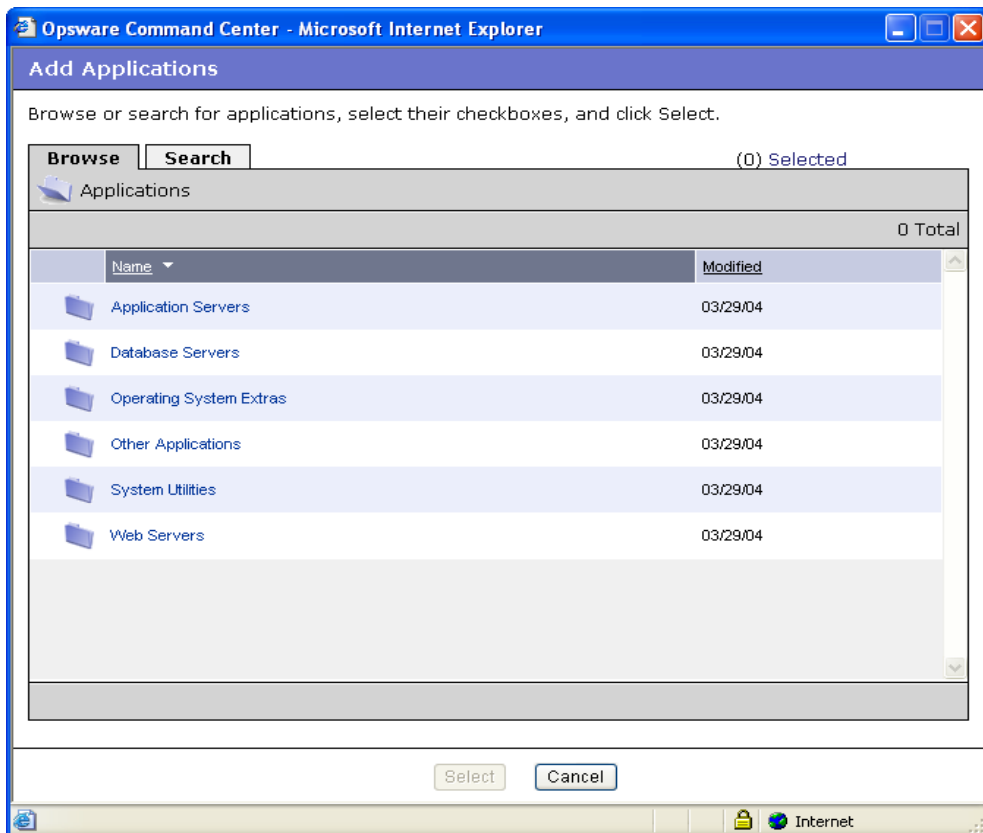 Opsware Command Center - Microsoft Internet Explorer
Add Applications
Browse or search for applications, select their checkboxes, and click Select.
Browse Search (0) Selected
Applications
0 Total
Name Modified
Application Servers 03/29/04
Database Servers 03/29/04
Operating System Extras 03/29/04
Other Applications 03/29/04
System Utilities 03/29/04
Web Servers 03/29/04
Select Cancel
Internet